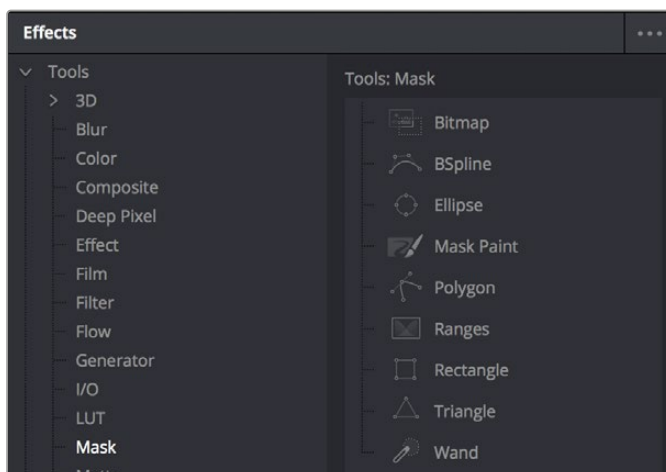 Effects
Tools
3D
Blur
Color
Composite
Deep Pixel
Effect
Film
Filter
Flow
Generator
I/O
LUT
Mask
Tools: Mask
Bitmap
BSpline
Ellipse
Mask Paint
Polygon
Ranges
Rectangle
Triangle
Wand